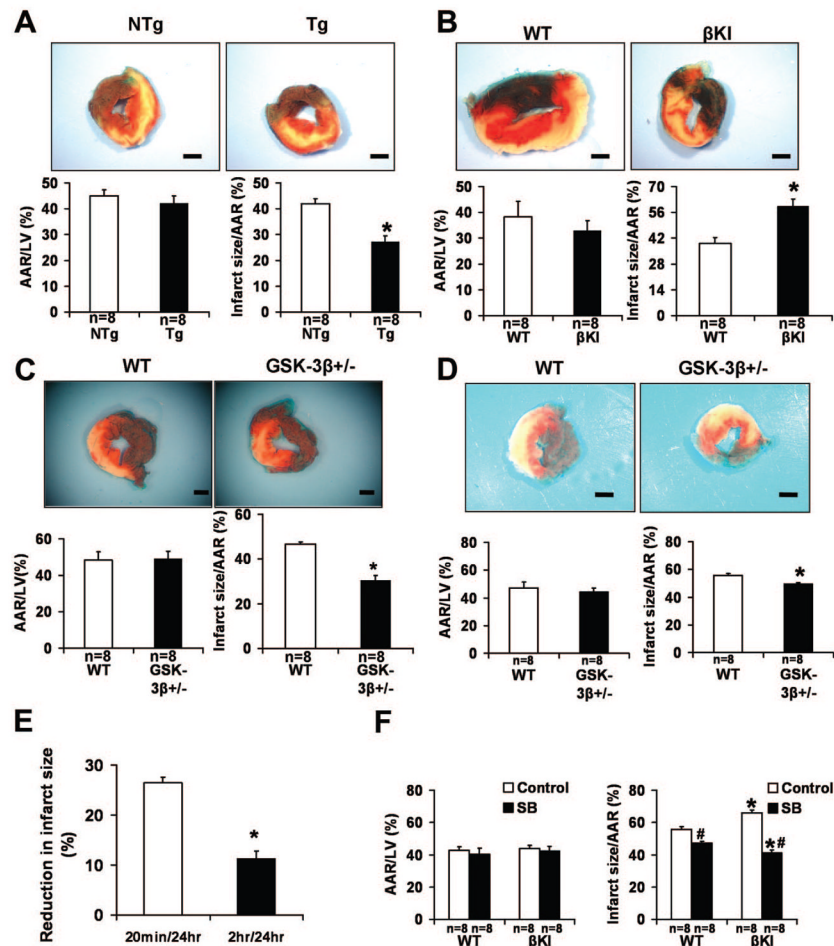 A
NTg
Tg
AAR/LV (%)
50
40
30
20
10
0
n=8
n=8
NTg
Tg
Infarct size/AAR (%)
50
40
30
20
10
0
n=8
n=8
NTg
Tg
*
B
WT
βKI
AAR/LV (%)
50
40
30
20
10
0
n=8
n=8
WT
βKI
Infarct size/AAR (%)
70
56
42
28
14
0
n=8
n=8
WT
βKI
*
C
WT
GSK-3β+/-
AAR/LV(%)
60
40
20
0
n=8
n=8
WT
GSK-
3β+/-
Infarct size/AAR (%)
60
40
20
0
n=8
n=8
WT
GSK-
3β+/-
*
D
WT
GSK-3β+/-
AAR/LV (%)
80
60
40
20
0
n=8
n=8
WT
GSK-
3β+/-
Infarct size/AAR (%)
80
60
40
20
0
n=8
n=8
WT
GSK-
3β+/-
*
E
Reduction in infarct size
(%)
30
20
10
0
20min/24hr
2hr/24hr
*
F
AAR/LV (%)
80
60
40
20
0
Control
SB
n=8 n=8
n=8 n=8
WT
βKI
Infarct size/AAR (%)
80
60
40
20
0
Control
SB
#
*
*#
n=8 n=8
n=8 n=8
WT
βKI